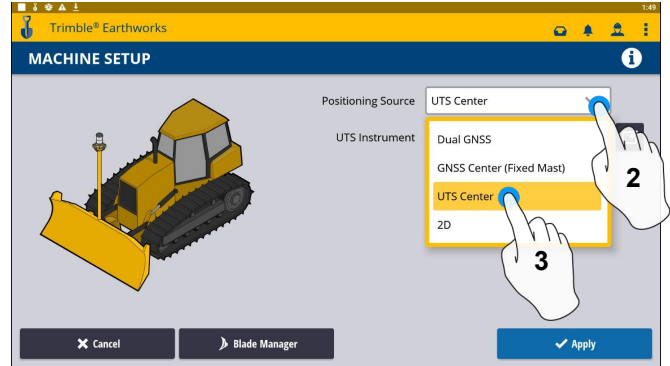 1:49
Trimble® Earthworks
MACHINE SETUP
Positioning Source
UTS Center
UTS Instrument
Dual GNSS
GNSS Center (Fixed Mast)
UTS Center
2D
2
3
Cancel
Blade Manager
Apply